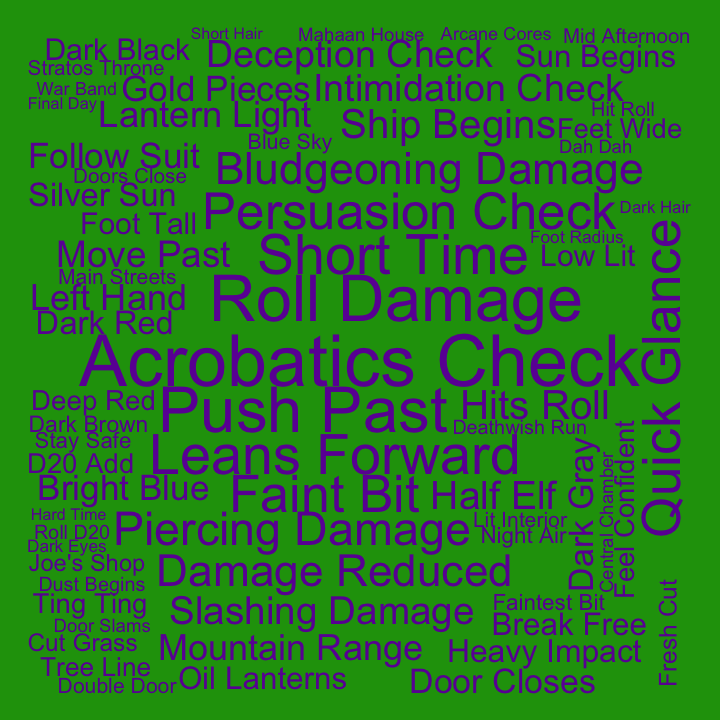 Short Hair
Mahaan House
Arcane Cores
Mid Afternoon
Dark Black
Deception Check
Sun Begins
Stratos Throne
War Band
Gold Pieces
Intimidation Check
Final Day
Lantern Light
Ship Begins
Hit Roll
Feet Wide
Blue Sky
Dah Dah
Follow Suit
Doors Close
Bludgeoning Damage
Silver Sun
Persuasion Check
Dark Hair
Foot Tall
Foot Radius
Move Past
Short Time
Low Lit
Main Streets
Left Hand
Roll Damage
Dark Red
Quick Glance
Acrobatics Check
Deep Red
Push Past
Hits Roll
Dark Brown
Deathwish Run
Stay Safe
Leans Forward
D20 Add
Bright Blue
Faint Bit
Half Elf
Dark Gray
Central Chamber
Feel Confident
Hard Time
Piercing Damage
Lit Interior
Roll D20
Night Air
Dark Eyes
Joe's Shop
Damage Reduced
Dust Begins
Ting Ting
Slashing Damage
Faintest Bit
Fresh Cut
Door Slams
Break Free
Cut Grass
Mountain Range
Heavy Impact
Tree Line
Double Door
Oil Lanterns
Door Closes